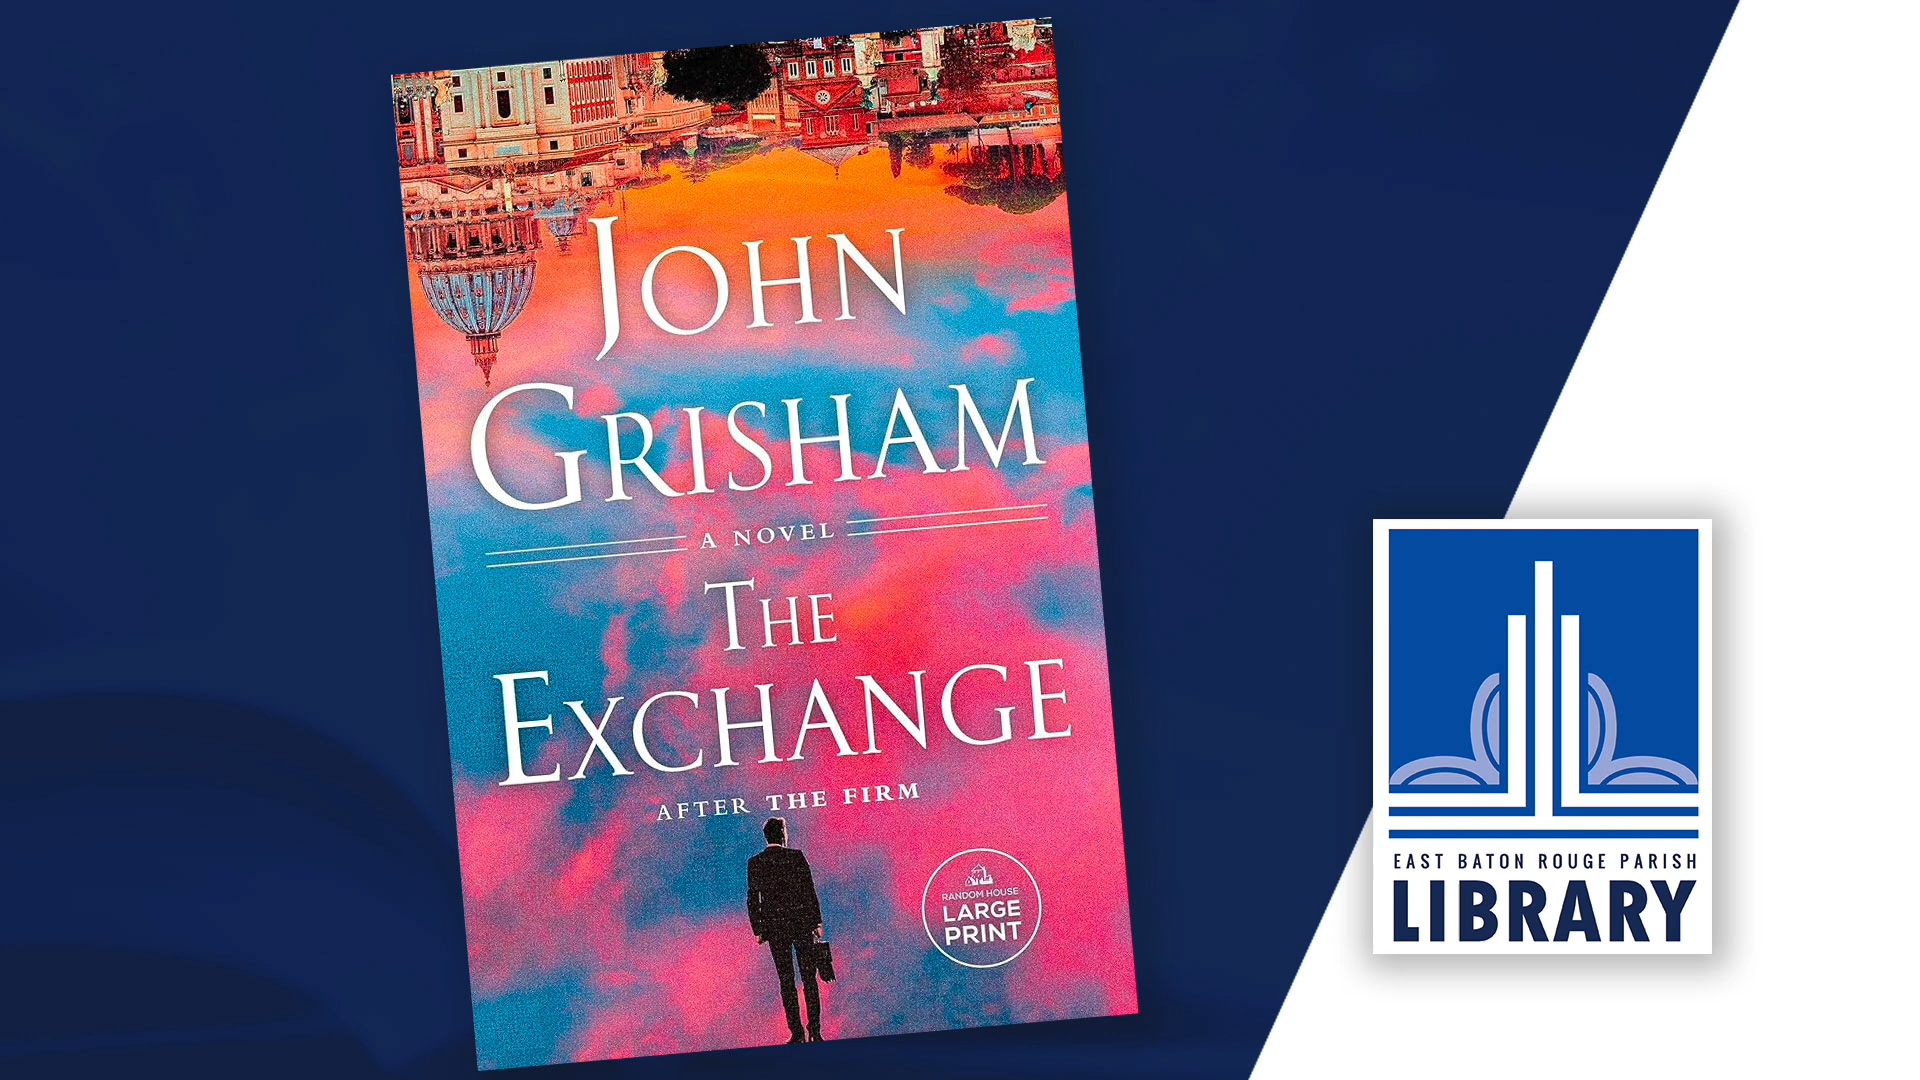 JOHN
GRISHAM
A NOVEL
THE
EXCHANGE
AFTER THE FIRM
RANDOM HOUSE
LARGE
PRINT
EAST BATON ROUGE PARISH
LIBRARY